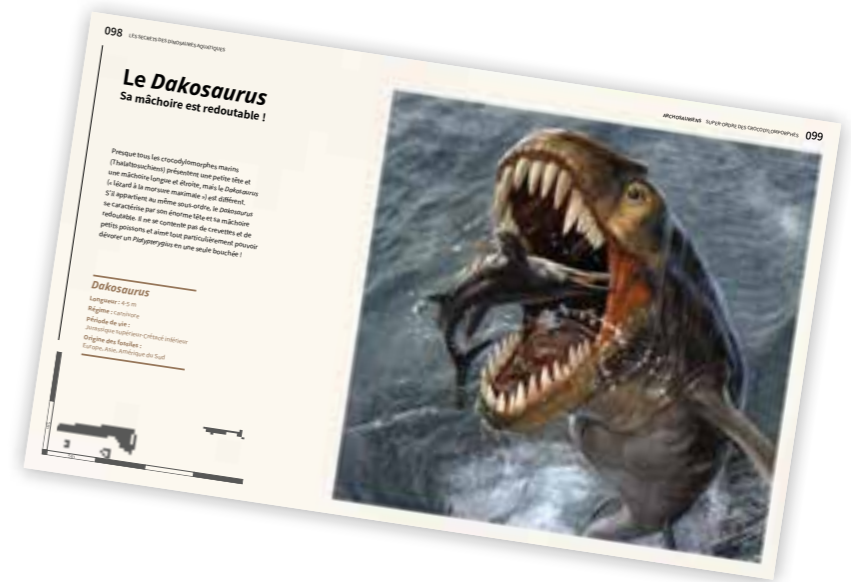 098 LES SECRETS DES DINOSAURES AQUATIQUES
Le Dakosaurus
Sa mâchoire est redoutable !
Presque tous les crocodylomorphes marins
(Thalattosuchiens) présentent une petite tête et
une mâchoire longue et étroite, mais le Dakosaurus
(« lézard à la morsure maximale ») est différent.
S'il appartient au même sous-ordre, le Dakosaurus
se caractérise par son énorme tête et sa mâchoire
redoutable. Il ne se contente pas de crevettes et de
petits poissons et aime tout particulièrement pouvoir
dévorer un Platypterygius en une seule bouchée !
Dakosaurus
Longueur : 4-5 m
Régime : carnivore
Période de vie :
Jurassique supérieur-Crétacé inférieur
Origine des fossiles :
Europe, Asie, Amérique du Sud
ARCHOSAURIENS SUPER-ORDRE DES CROCODYLOMORPHES 099